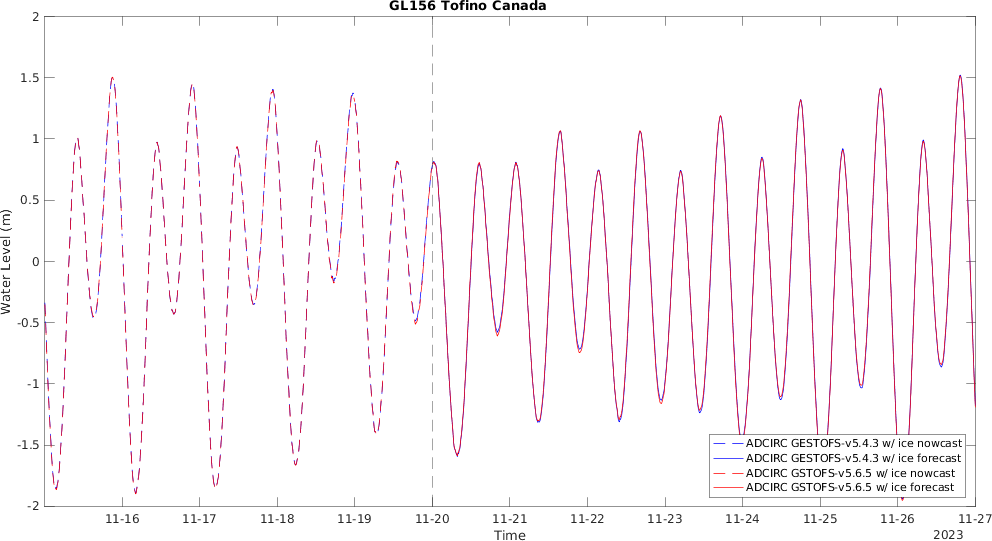 GL156 Tofino Canada
2
1.5
1
0.5
0
-0.5
-1
-1.5
-2
Water Level (m)
ADCIRC GESTOFS-v5.4.3 w/ ice nowcast
ADCIRC GESTOFS-v5.4.3 w/ ice forecast
ADCIRC GSTOFS-v5.6.5 w/ ice nowcast
ADCIRC GSTOFS-v5.6.5 w/ ice forecast
11-16 11-17 11-18 11-19 11-20 11-21 11-22 11-23 11-24 11-25 11-26 11-27
Time 2023